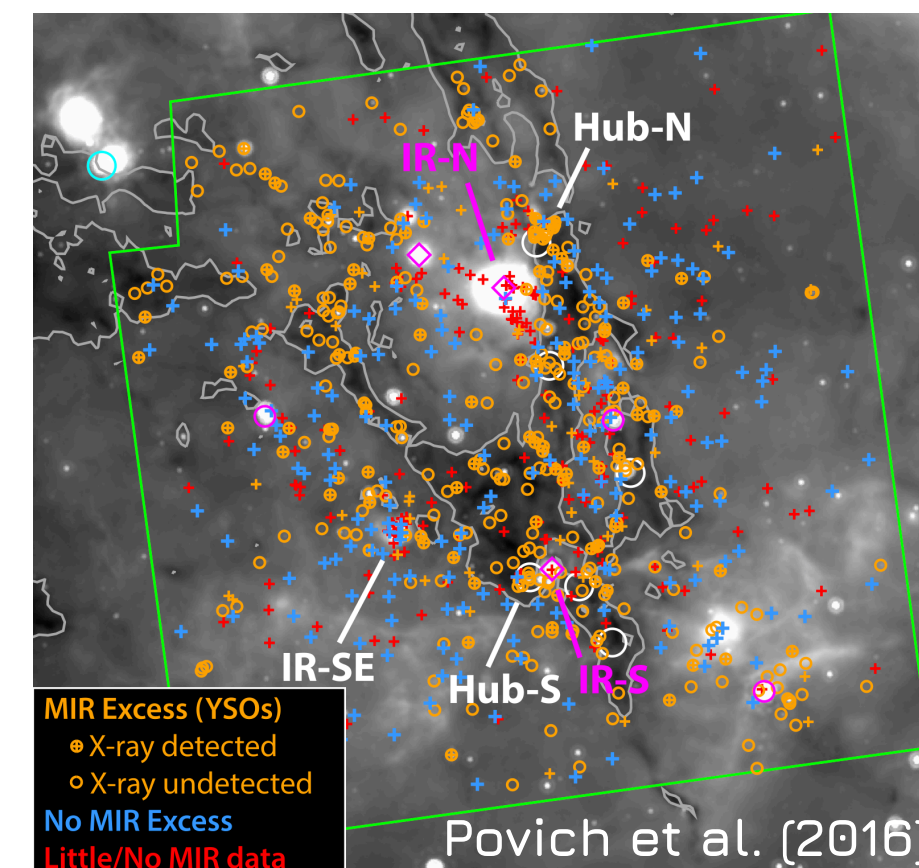 Hub-N
IR-N
IR-SE
Hub-S
IR-S
MIR Excess (YSOs)
X-ray detected
X-ray undetected
No MIR Excess
Little/No MIR data
Povich et al. (2016)